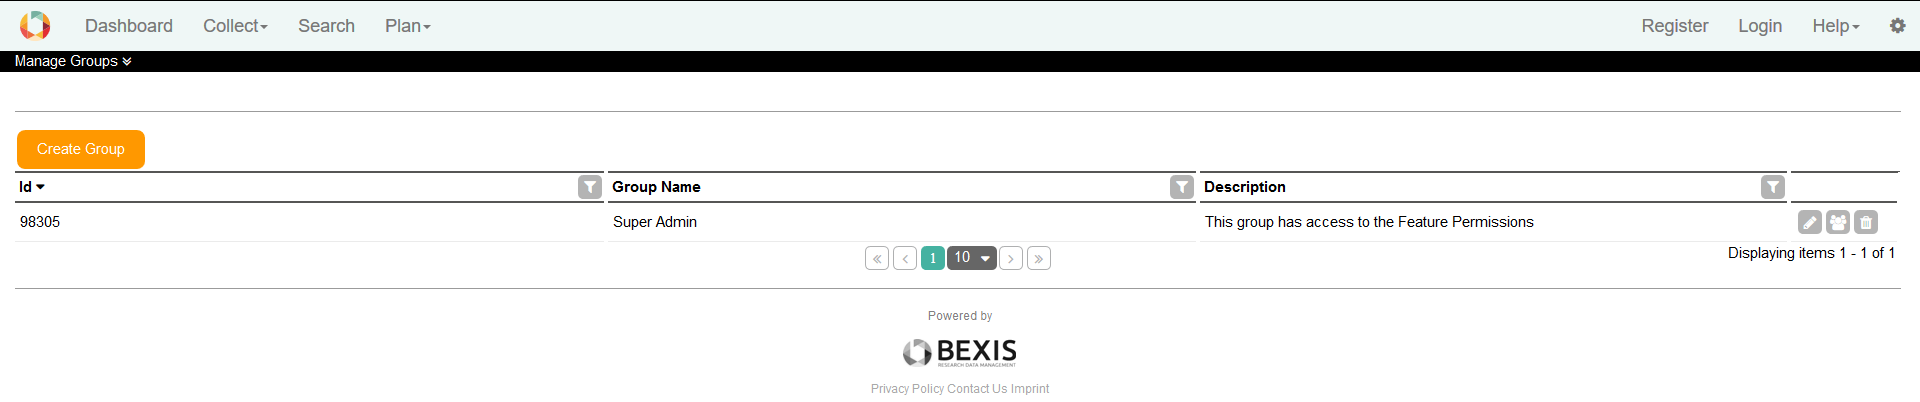 Dashboard Collect Search Plan Register Login Help
Manage Groups
Create Group
Id Group Name Description
98305 Super Admin This group has access to the Feature Permissions
1 10 Displaying items 1 - 1 of 1
Powered by
BEXIS
RESEARCH DATA MANAGEMENT
Privacy Policy Contact Us Imprint